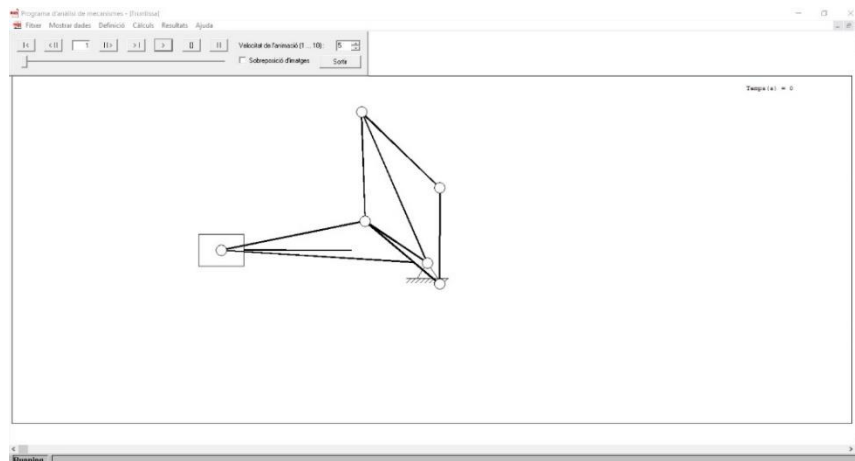 Programa d'anàlisi de mecanismes - [frontissa]
Fitxer Mostrar dades Definició Càlculs Resultats Ajuda
|< <|| 1 ||> >| > [] || Velocitat de l'animació (1 ... 10): 5
Sobreposició d'imatges Sortir
Temps(s) = 0
Running